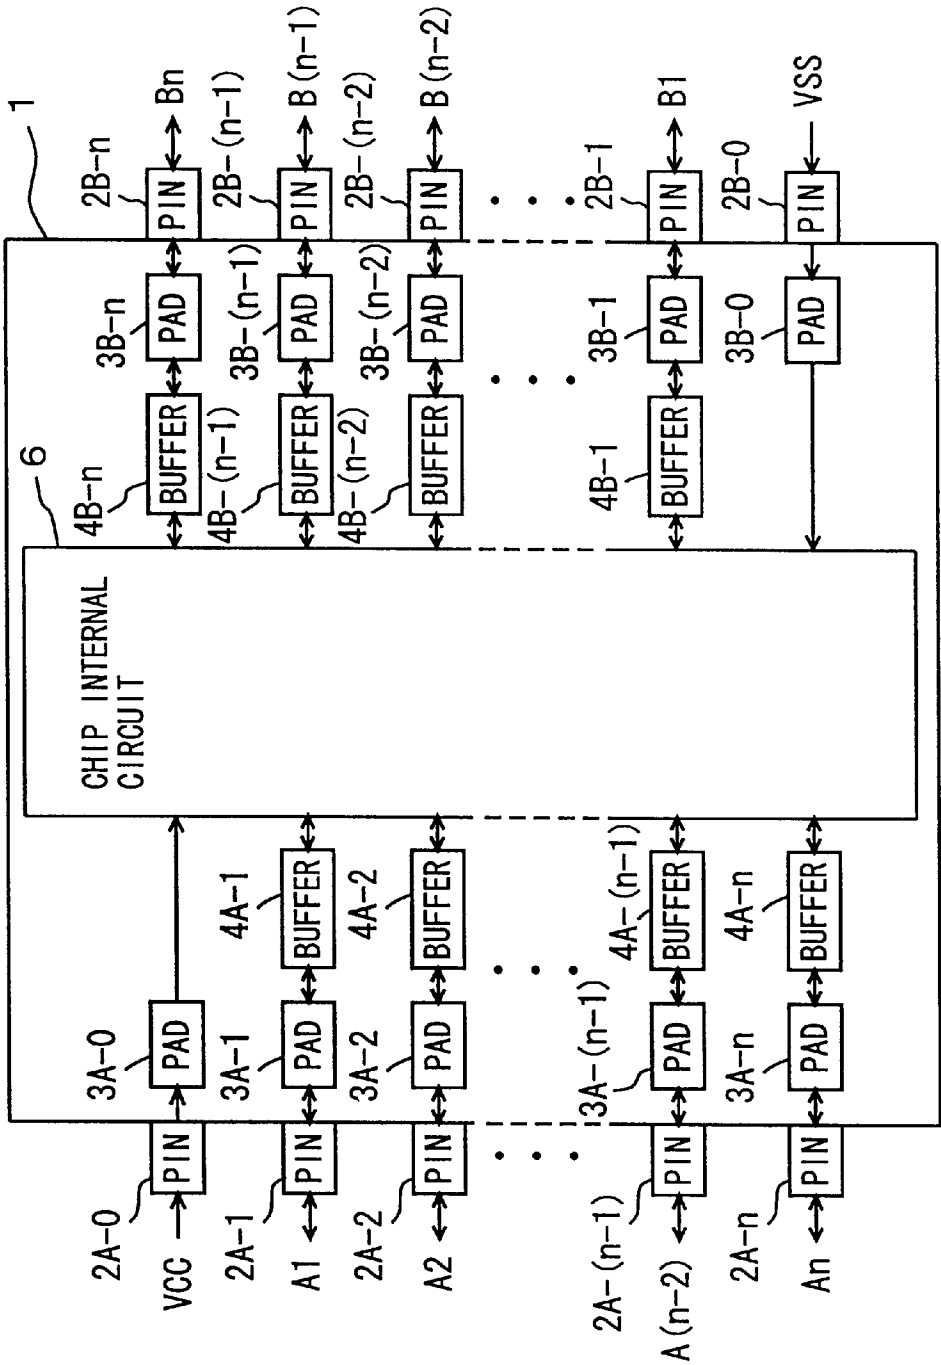 1
6
CHIP INTERNAL
CIRCUIT
VCC
2A-0
PIN
3A-0
PAD
4B-n
BUFFER
3B-n
PAD
2B-n
PIN
Bn
A1
2A-1
PIN
3A-1
PAD
4A-1
BUFFER
4B-(n-1)
BUFFER
3B-(n-1)
PAD
2B-(n-1)
PIN
B(n-1)
A2
2A-2
PIN
3A-2
PAD
4A-2
BUFFER
4B-(n-2)
BUFFER
3B-(n-2)
PAD
2B-(n-2)
PIN
B(n-2)
A(n-2)
2A-(n-1)
PIN
3A-(n-1)
PAD
4A-(n-1)
BUFFER
4B-1
BUFFER
3B-1
PAD
2B-1
PIN
B1
An
2A-n
PIN
3A-n
PAD
4A-n
BUFFER
3B-0
PAD
2B-0
PIN
VSS